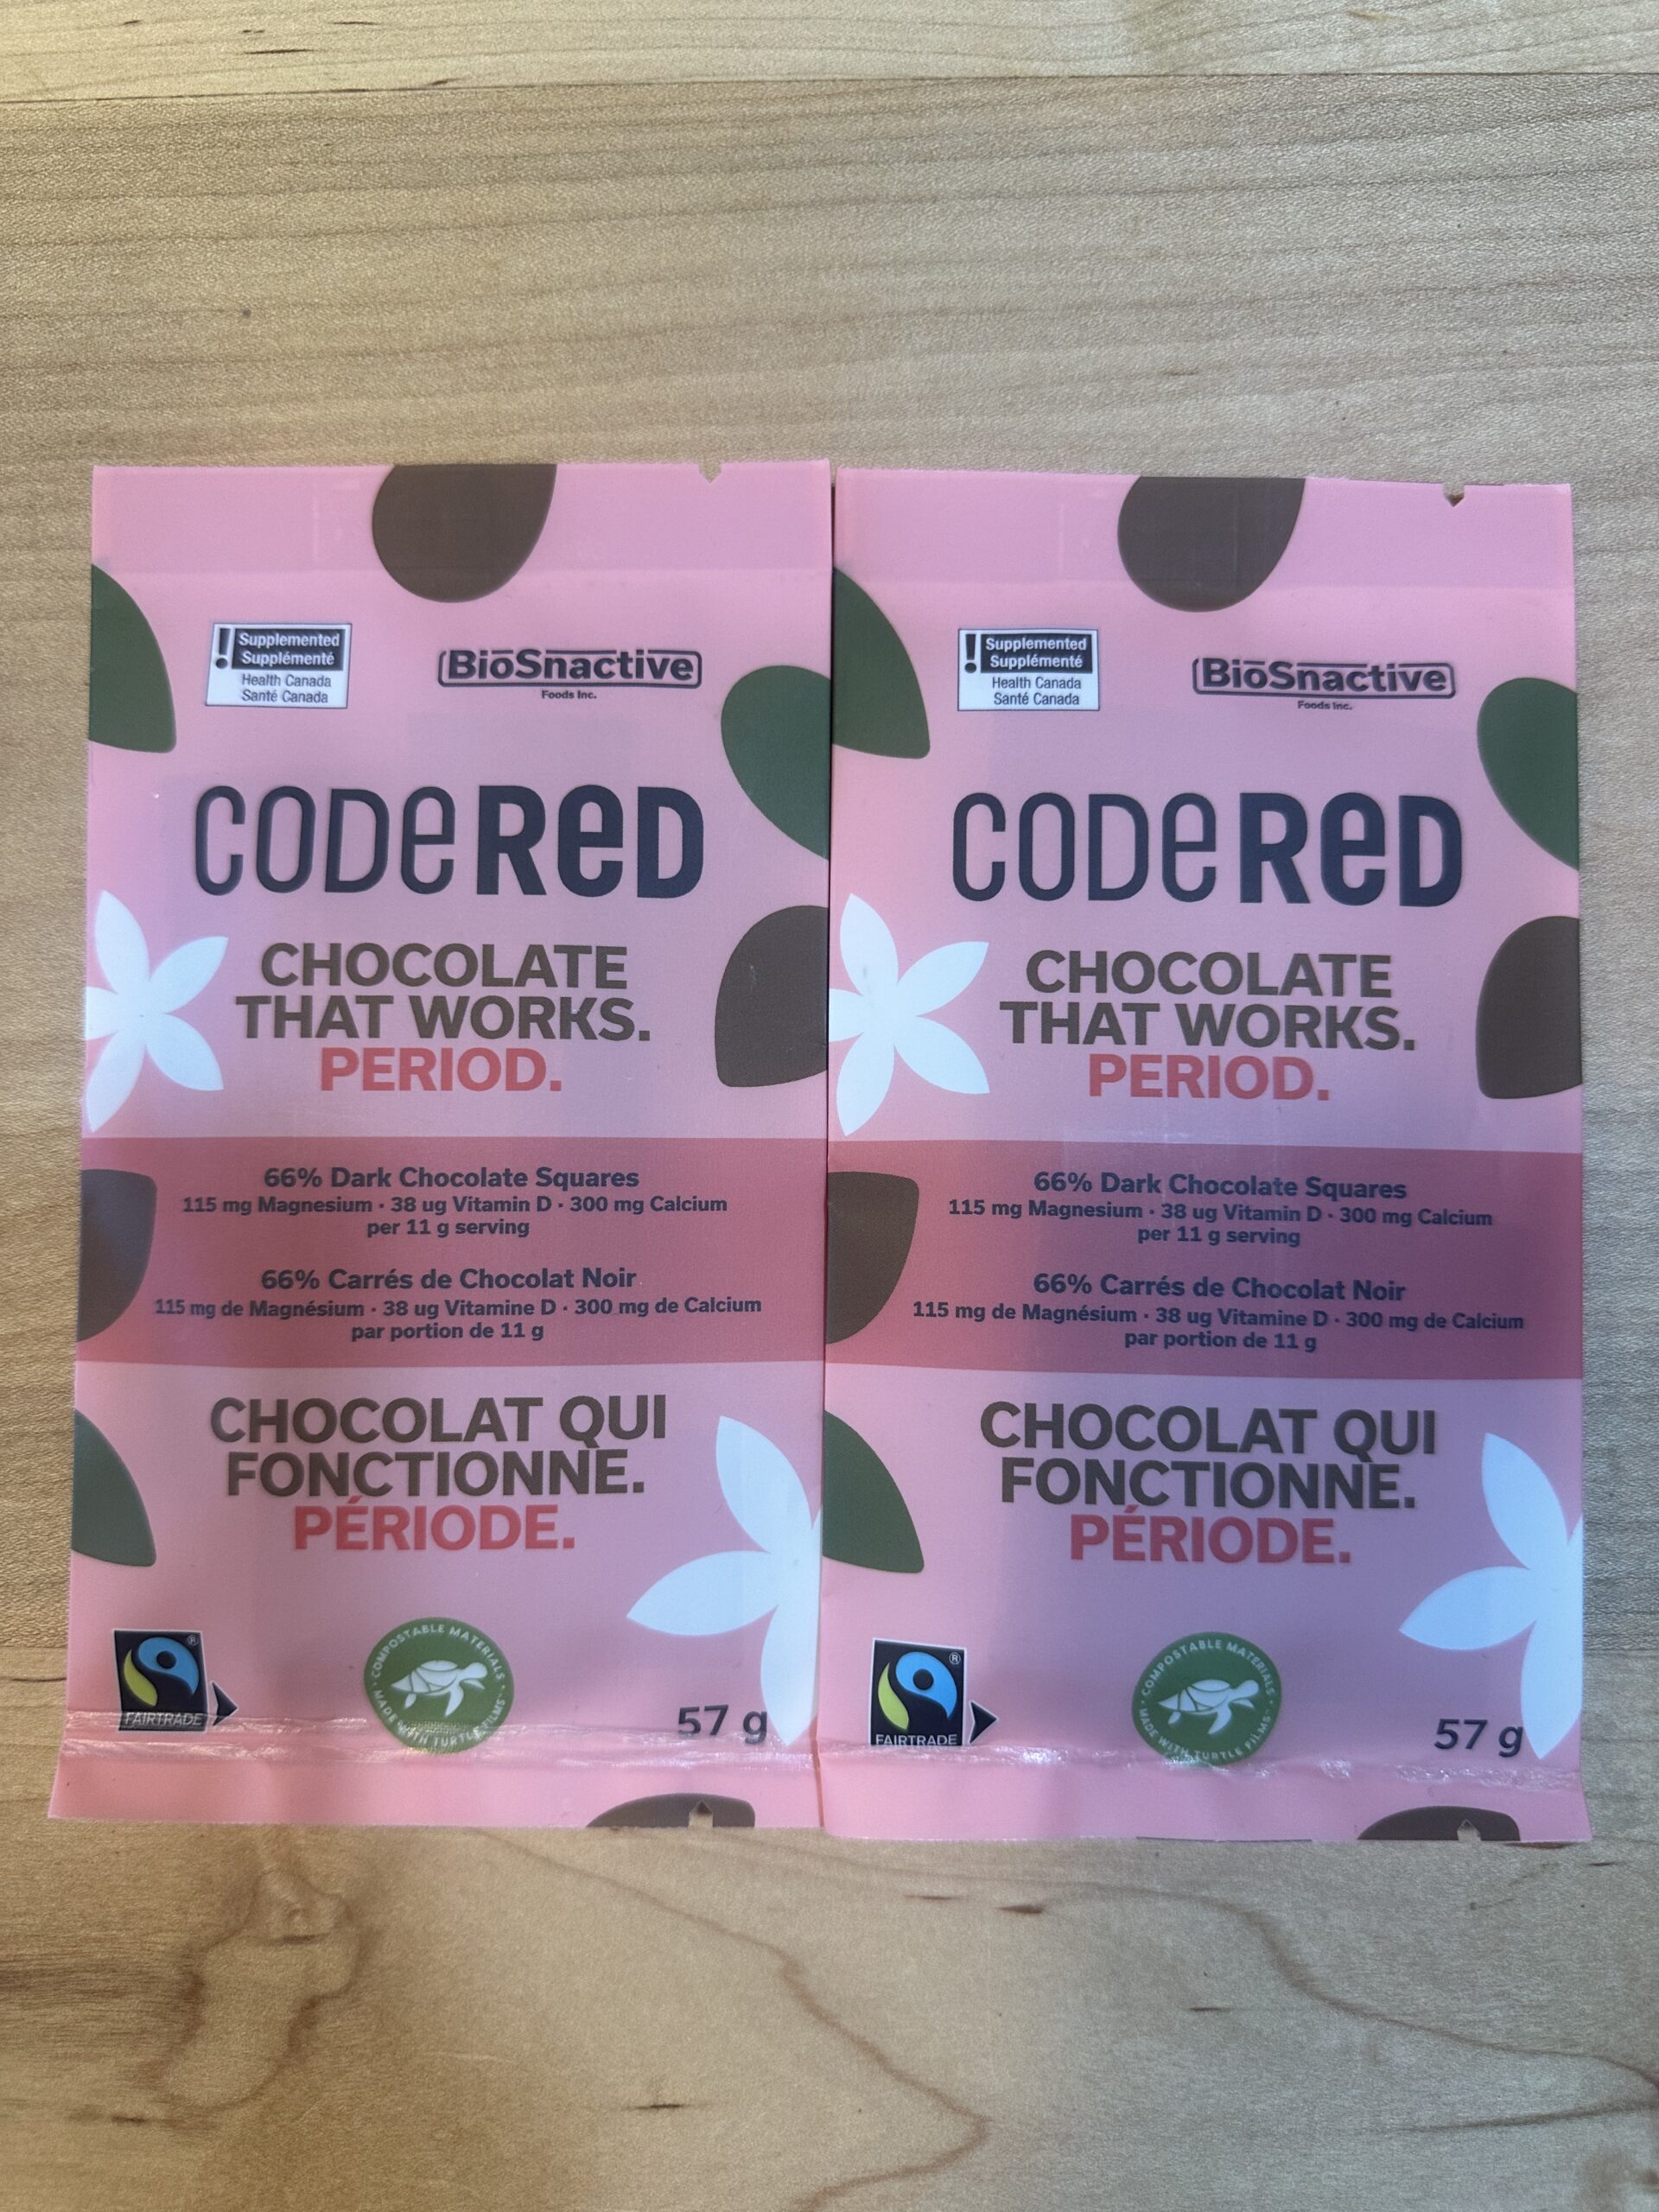 ! Supplemented
Supplémenté
Health Canada
Santé Canada
BiōSnactive
Foods Inc.
CODERED
CHOCOLATE
THAT WORKS.
PERIOD.
66% Dark Chocolate Squares
115 mg Magnesium · 38 ug Vitamin D · 300 mg Calcium
per 11 g serving
66% Carrés de Chocolat Noir
115 mg de Magnésium · 38 ug Vitamine D · 300 mg de Calcium
par portion de 11 g
CHOCOLAT QUI
FONCTIONNE.
PÉRIODE.
®
FAIRTRADE
· COMPOSTABLE MATERIALS ·
MADE WITH TURTLE FILMS™
57 g
! Supplemented
Supplémenté
Health Canada
Santé Canada
BiōSnactive
Foods Inc.
CODERED
CHOCOLATE
THAT WORKS.
PERIOD.
66% Dark Chocolate Squares
115 mg Magnesium · 38 ug Vitamin D · 300 mg Calcium
per 11 g serving
66% Carrés de Chocolat Noir
115 mg de Magnésium · 38 ug Vitamine D · 300 mg de Calcium
par portion de 11 g
CHOCOLAT QUI
FONCTIONNE.
PÉRIODE.
®
FAIRTRADE
· COMPOSTABLE MATERIALS ·
MADE WITH TURTLE FILMS™
57 g